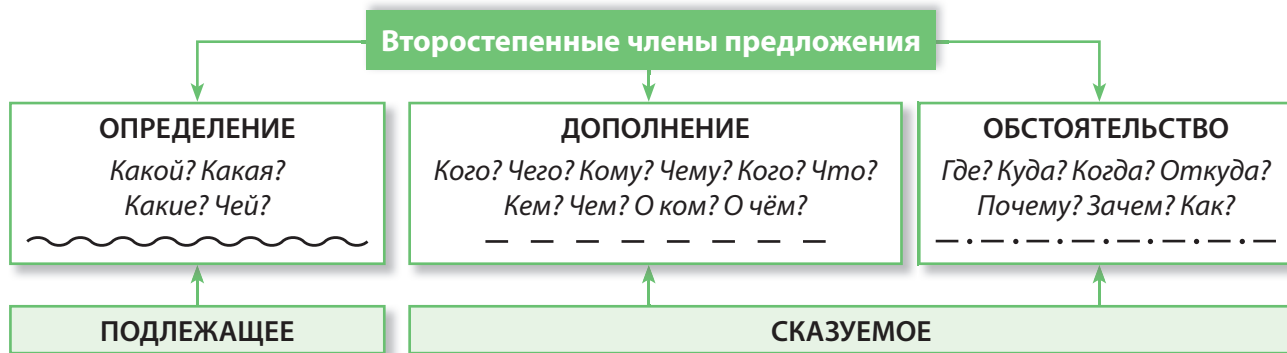 Второстепенные члены предложения
ОПРЕДЕЛЕНИЕ
Какой? Какая?
Какие? Чей?
ДОПОЛНЕНИЕ
Кого? Чего? Кому? Чему? Кого? Что?
Кем? Чем? О ком? О чём?
ОБСТОЯТЕЛЬСТВО
Где? Куда? Когда? Откуда?
Почему? Зачем? Как?
ПОДЛЕЖАЩЕЕ
СКАЗУЕМОЕ